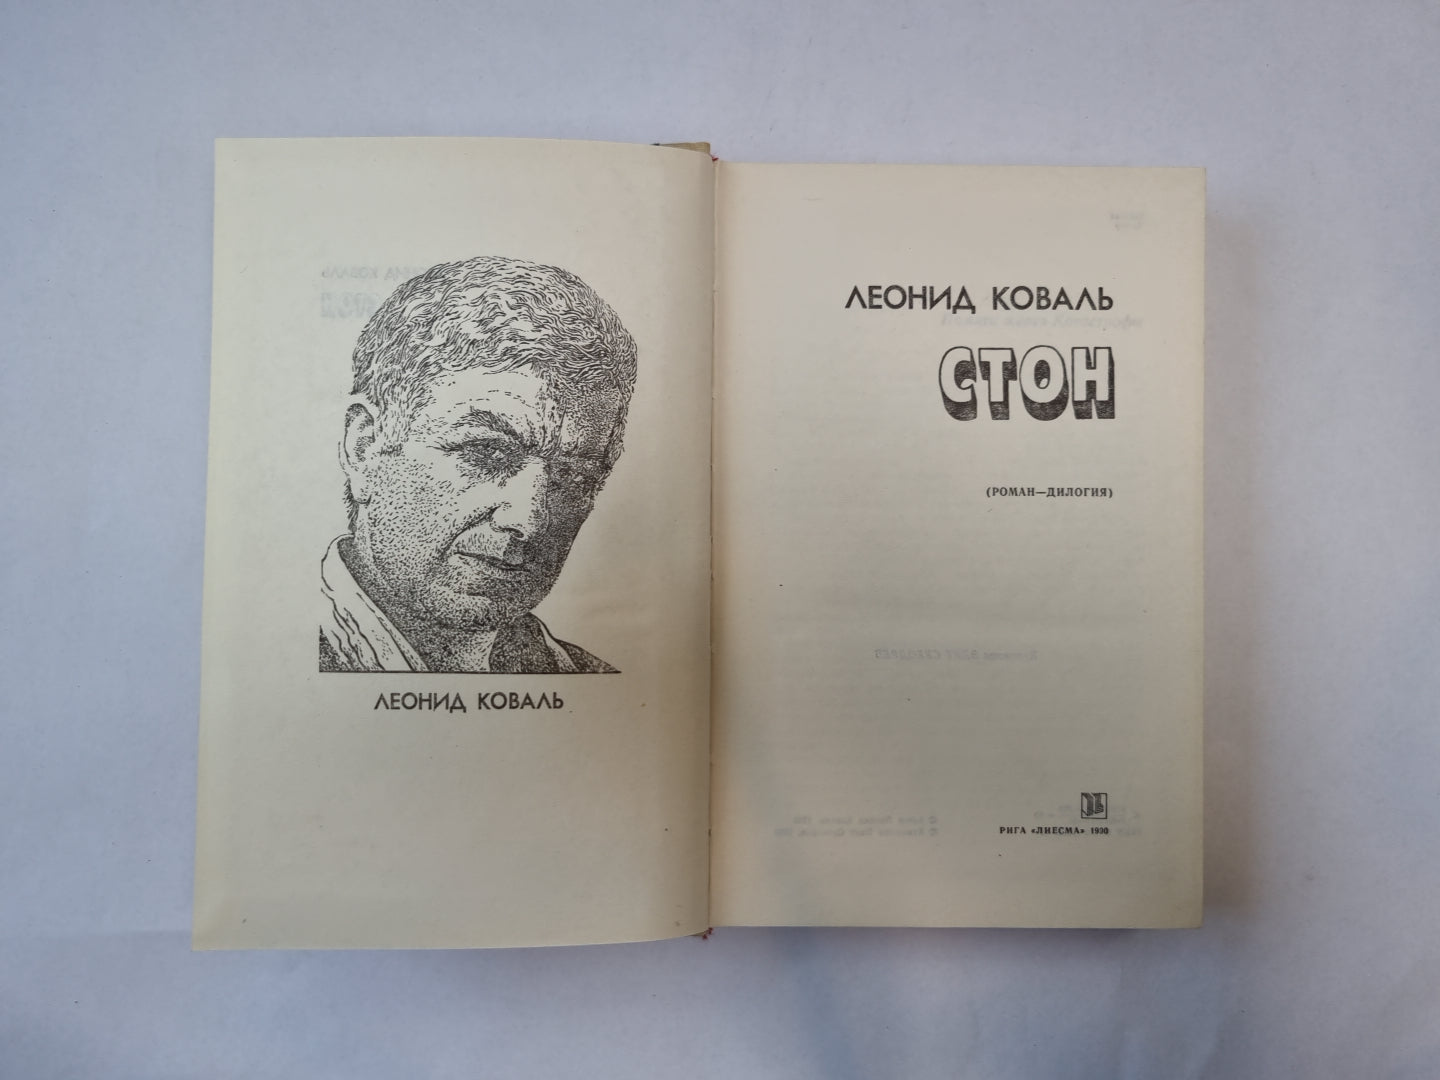 ЛЕОНИД КОВАЛЬ
ЛЕОНИД КОВАЛЬ
СТОН
(РОМАН—ДИЛОГИЯ)
РИГА «ЛИЕСМА» 1990